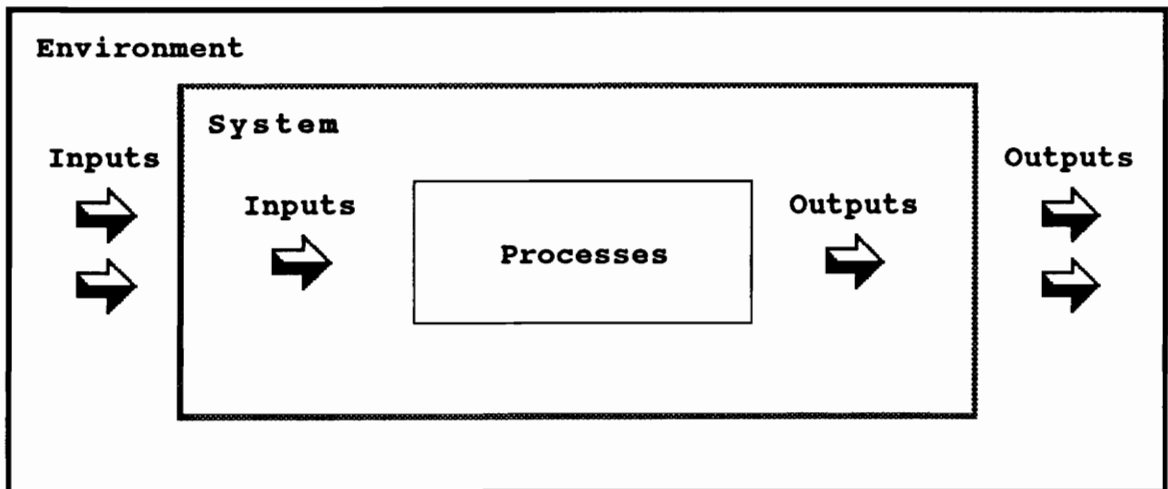 Environment
System
Inputs
Outputs
Inputs
Outputs
Processes